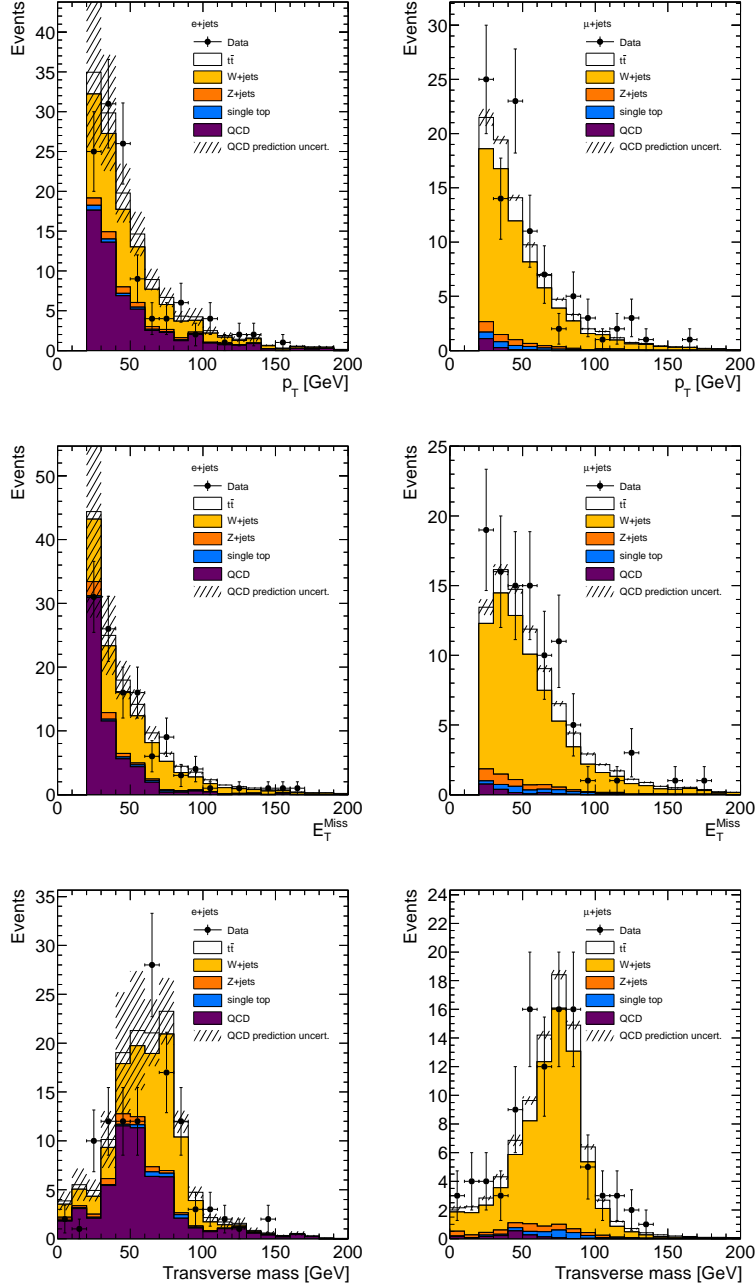 Events
e+jets
Data
tt̄
W+jets
Z+jets
single top
QCD
QCD prediction uncert.
40
35
30
25
20
15
10
5
0
0 50 100 150 200
p_T [GeV]
Events
μ+jets
Data
tt̄
W+jets
Z+jets
single top
QCD
QCD prediction uncert.
30
25
20
15
10
5
0
0 50 100 150 200
p_T [GeV]
Events
e+jets
Data
tt̄
W+jets
Z+jets
single top
QCD
QCD prediction uncert.
50
40
30
20
10
0
0 50 100 150 200
E_T^Miss
Events
μ+jets
Data
tt̄
W+jets
Z+jets
single top
QCD
QCD prediction uncert.
25
20
15
10
5
0
0 50 100 150 200
E_T^Miss
Events
e+jets
Data
tt̄
W+jets
Z+jets
single top
QCD
QCD prediction uncert.
35
30
25
20
15
10
5
0
0 50 100 150 200
Transverse mass [GeV]
Events
μ+jets
Data
tt̄
W+jets
Z+jets
single top
QCD
QCD prediction uncert.
24
22
20
18
16
14
12
10
8
6
4
2
0
0 50 100 150 200
Transverse mass [GeV]